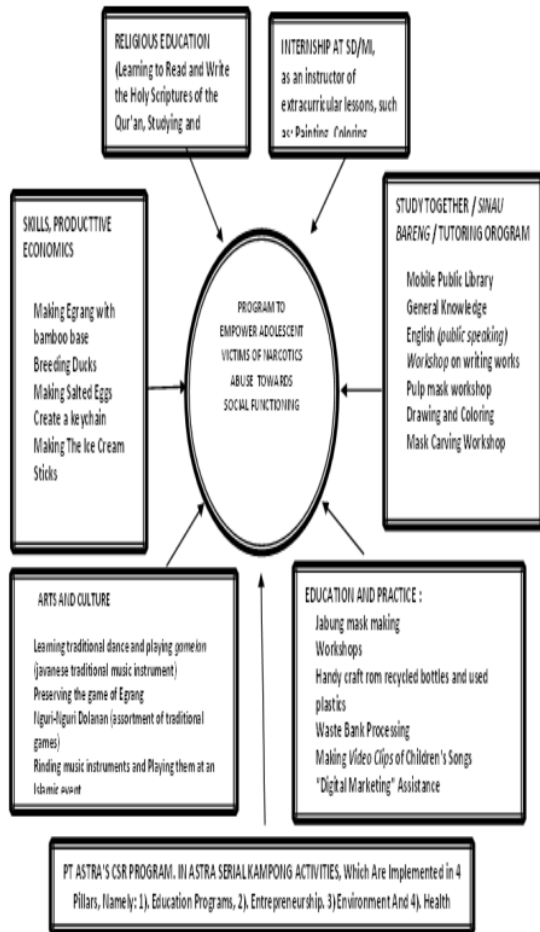 RELIGIOUS EDUCATION
(Learning to Read and Write
the Holy Scriptures of the
Qur'an, Studying and
INTERNSHIP AT SD/MI,
as an instructor of
extracurricular lessons, such
as: Painting, Coloring
SKILLS, PRODUCTTIVE
ECONOMICS
Making Egrang with
bamboo base
Breeding Ducks
Making Salted Eggs
Create a keychain
Making The Ice Cream
Sticks
PROGRAM TO
EMPOWER ADOLESCENT
VICTIMS OF NARCOTICS
ABUSE TOWARDS
SOCIAL FUNCTIONING
STUDY TOGETHER / SINAU
BARENG / TUTORING OROGRAM
Mobile Public Library
General Knowledge
English (public speaking)
Workshop on writing works
Pulp mask workshop
Drawing and Coloring
Mask Carving Workshop
ARTS AND CULTURE
Learning traditional dance and playing gamelan
(javanese traditional music instrument)
Preserving the game of Egrang
Nguri-Nguri Dolanan (assortment of traditional
games)
Rinding music instruments and Playing them at an
Islamic event
EDUCATION AND PRACTICE :
Jabung mask making
Workshops
Handy craft rom recycled bottles and used
plastics
Waste Bank Processing
Making Video Clips of Children's Songs
"Digital Marketing" Assistance
PT ASTRA'S CSR PROGRAM. IN ASTRA SERIAL KAMPONG ACTIVITIES, Which Are Implemented in 4
Pillars, Namely: 1). Education Programs, 2). Entrepreneurship. 3) Environment And 4). Health